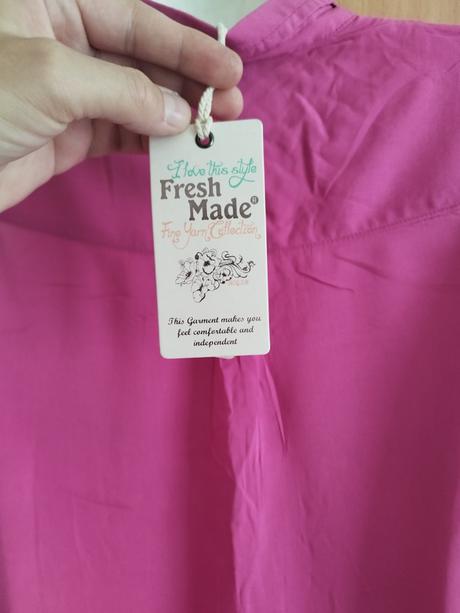 I love this style
Fresh
Made®
Fine Yarn Collection
This Garment makes you
feel comfortable and
independent